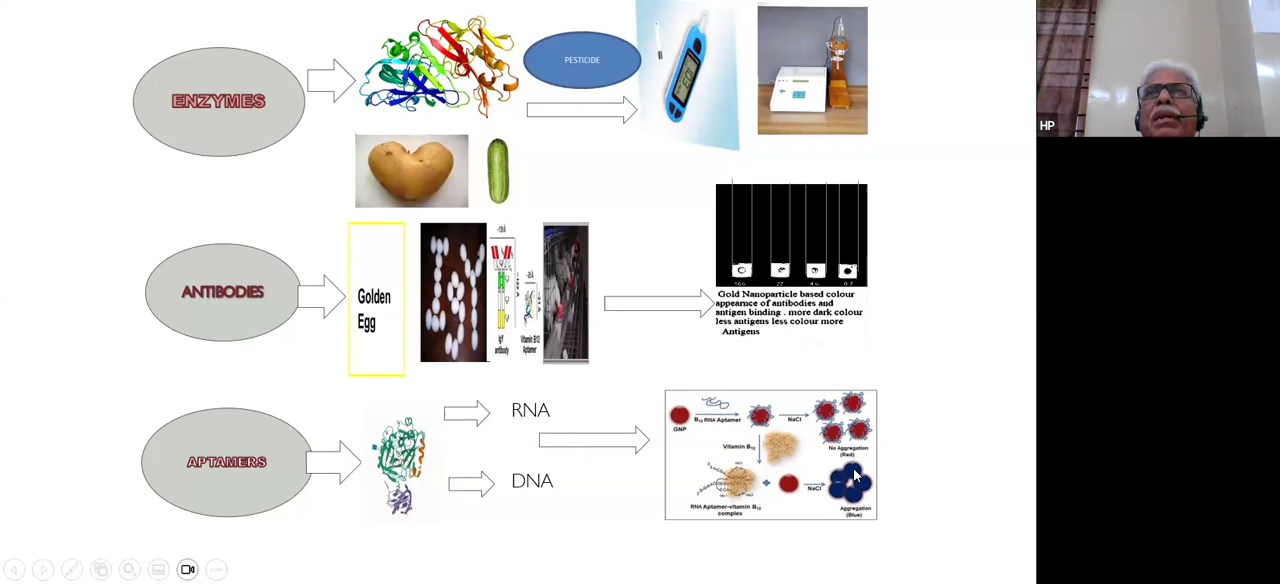 ENZYMES
PESTICIDE
HP
ANTIBODIES
Golden
Egg
IgY
antibody
Vitamin B12
Aptamer
Gold Nanoparticle based colour
appearnce of antibodies and
antigen binding . more dark colour
less antigens less colour more
Antigens
APTAMERS
RNA
DNA
GNP
B12 RNA Aptamer
NaCl
No Aggregation
(Red)
Vitamin B12
RNA Aptamer-vitamin B12
complex
NaCl
Aggregation
(Blue)